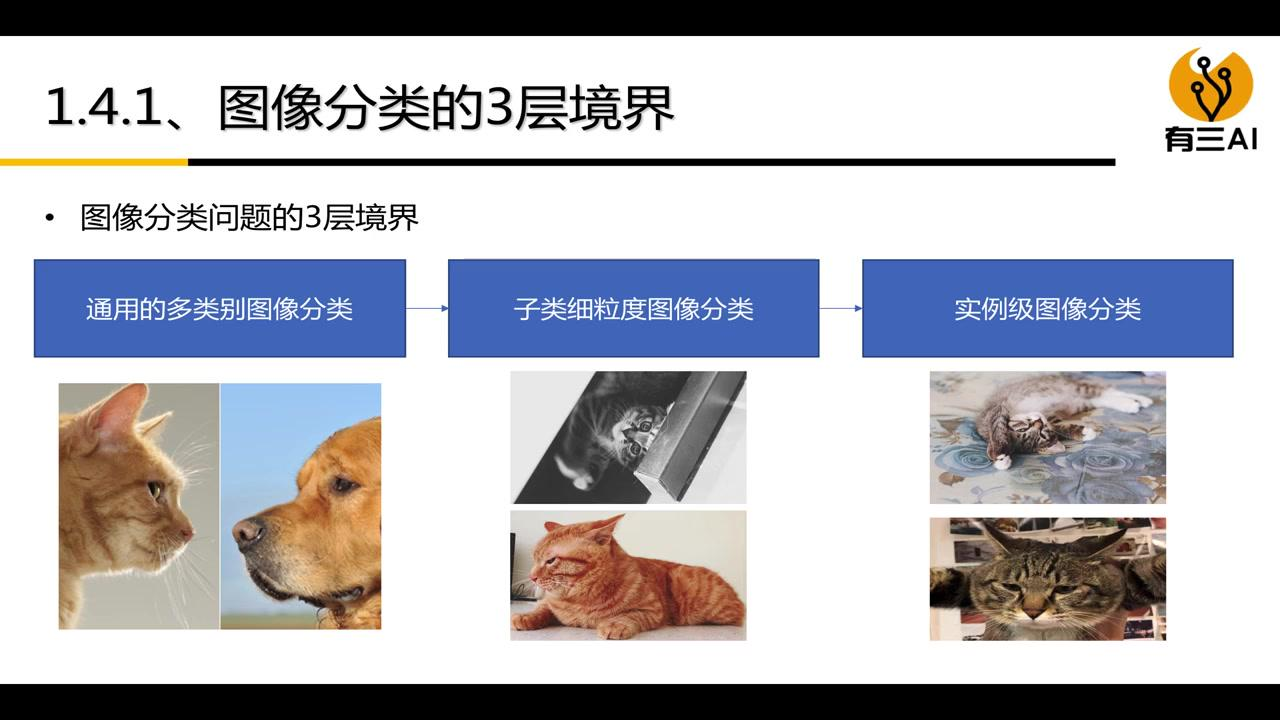 1.4.1、图像分类的3层境界
有三AI
• 图像分类问题的3层境界
通用的多类别图像分类
子类细粒度图像分类
实例级图像分类